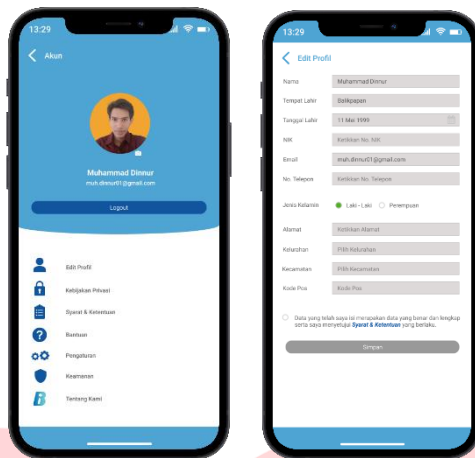 13:29
Akun
Muhammad Dinnur
muh.dinnur01@gmail.com
Logout
Edit Profil
Kebijakan Privasi
Syarat & Ketentuan
Bantuan
Pengaturan
Keamanan
Tentang Kami
13:29
Edit Profil
Nama
Muhammad Dinnur
Tempat Lahir
Balikpapan
Tanggal Lahir
11 Mei 1999
NIK
Ketikkan No. NIK
Email
muh.dinnur01@gmail.com
No. Telepon
Ketikkan No. Telepon
Jenis Kelamin
Laki - Laki
Perempuan
Alamat
Ketikkan Alamat
Kelurahan
Pilih Kelurahan
Kecamatan
Pilih Kecamatan
Kode Pos
Kode Pos
Data yang telah saya isi merupakan data yang benar dan lengkap
serta saya menyetujui Syarat & Ketentuan yang berlaku.
Simpan